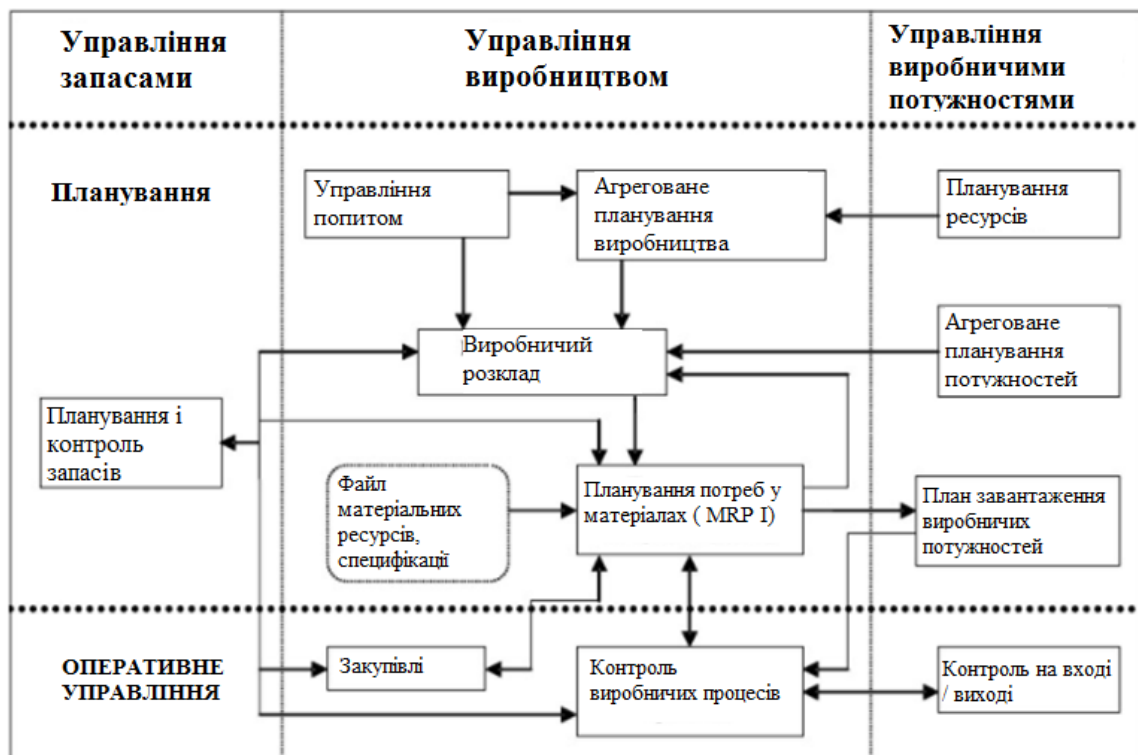 Управління
запасами
Управління
виробництвом
Управління
виробничими
потужностями
Планування
Управління
попитом
Агреговане
планування
виробництва
Планування
ресурсів
Виробничий
розклад
Агреговане
планування
потужностей
Планування і
контроль
запасів
Файл
матеріальних
ресурсів,
специфікації
Планування потреб у
матеріалах ( MRP I)
План завантаження
виробничих
потужностей
ОПЕРАТИВНЕ
УПРАВЛІННЯ
Закупівлі
Контроль
виробничих процесів
Контроль на вході
/ виході